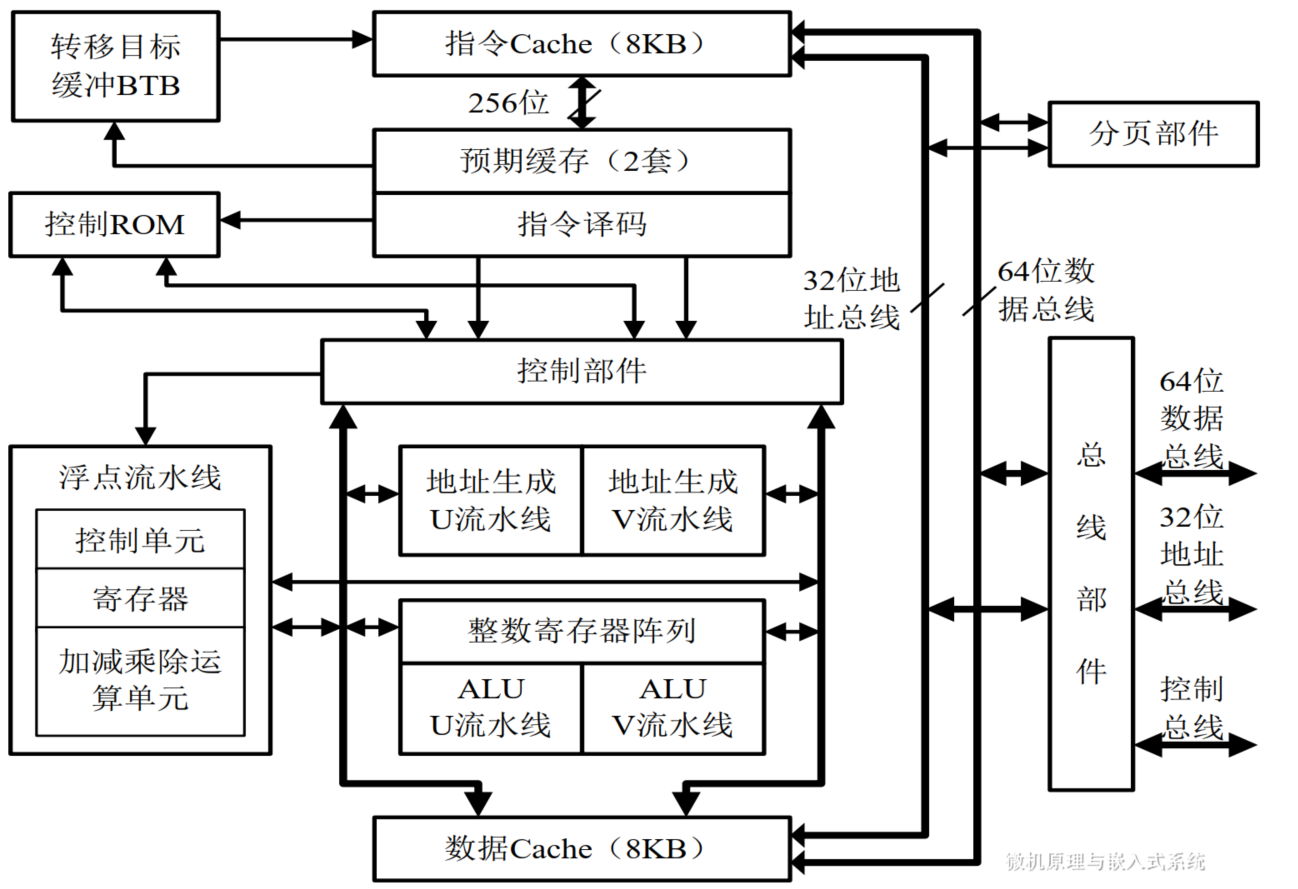 转移目标
缓冲BTB
指令Cache（8KB）
256位
预期缓存（2套）
分页部件
控制ROM
指令译码
32位地
址总线
64位数
据总线
控制部件
64位
数据
总线
浮点流水线
控制单元
寄存器
加减乘除运
算单元
地址生成
U流水线
地址生成
V流水线
整数寄存器阵列
ALU
U流水线
ALU
V流水线
总
线
部
件
32位
地址
总线
控制
总线
数据Cache（8KB）
微机原理与嵌入式系统